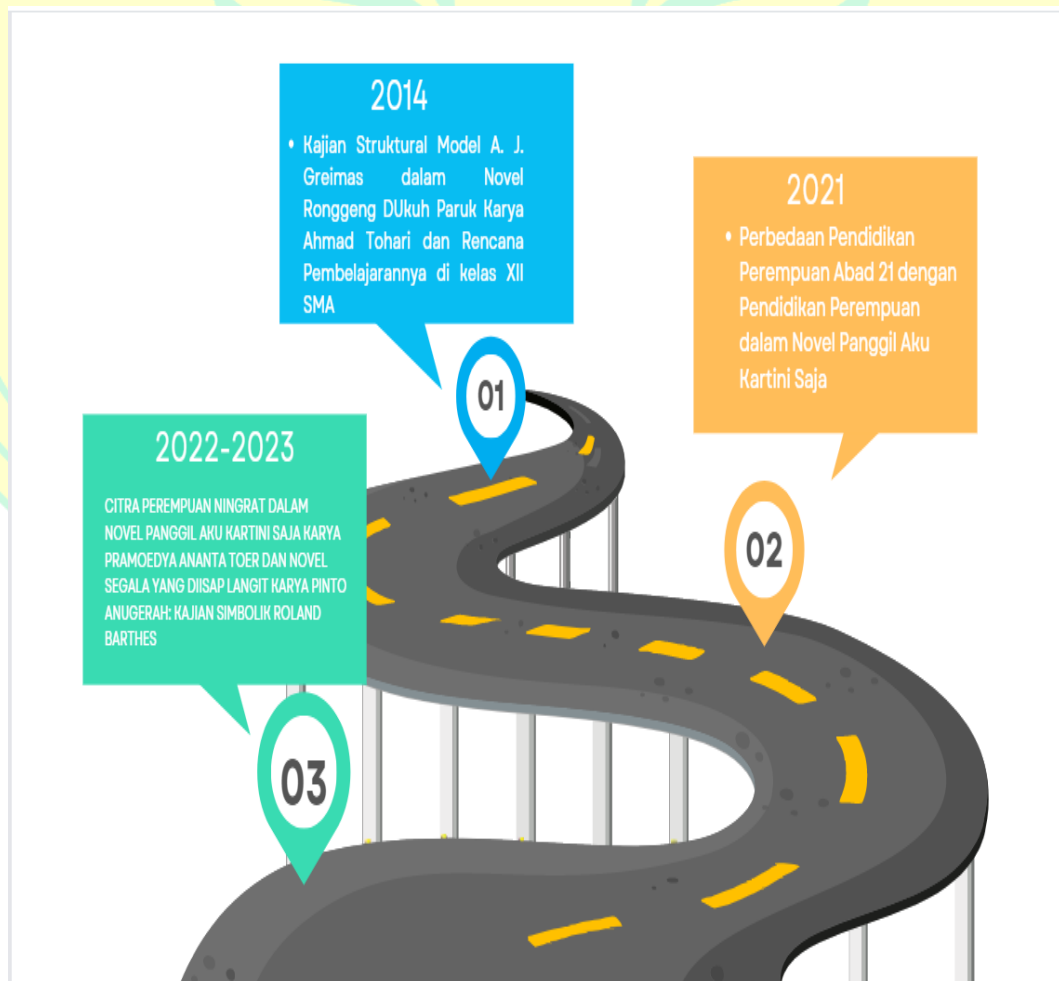 2014
• Kajian Struktural Model A. J.
Greimas dalam Novel
Ronggeng DUkuh Paruk Karya
Ahmad Tohari dan Rencana
Pembelajarannya di kelas XII
SMA
01
2021
• Perbedaan Pendidikan
Perempuan Abad 21 dengan
Pendidikan Perempuan
dalam Novel Panggil Aku
Kartini Saja
02
2022-2023
CITRA PEREMPUAN NINGRAT DALAM
NOVEL PANGGIL AKU KARTINI SAJA KARYA
PRAMOEDYA ANANTA TOER DAN NOVEL
SEGALA YANG DIISAP LANGIT KARYA PINTO
ANUGERAH: KAJIAN SIMBOLIK ROLAND
BARTHES
03